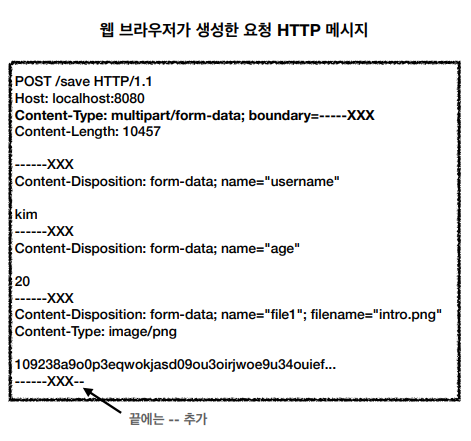 웹 브라우저가 생성한 요청 HTTP 메시지
POST /save HTTP/1.1
Host: localhost:8080
Content-Type: multipart/form-data; boundary=-----XXX
Content-Length: 10457
------XXX
Content-Disposition: form-data; name="username"
kim
------XXX
Content-Disposition: form-data; name="age"
20
------XXX
Content-Disposition: form-data; name="file1"; filename="intro.png"
Content-Type: image/png
109238a9o0p3eqwokjasd09ou3oirjwoe9u34ouief...
------XXX--
끝에는 -- 추가